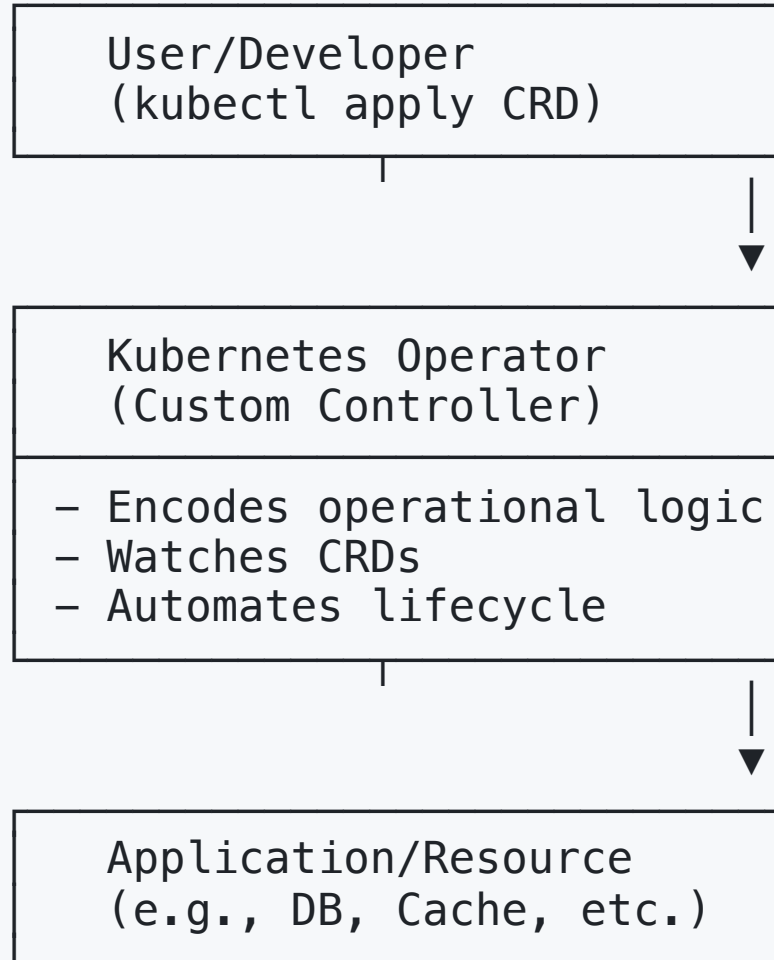 User/Developer
(kubectl apply CRD)
Kubernetes Operator
(Custom Controller)
– Encodes operational logic
– Watches CRDs
– Automates lifecycle
Application/Resource
(e.g., DB, Cache, etc.)